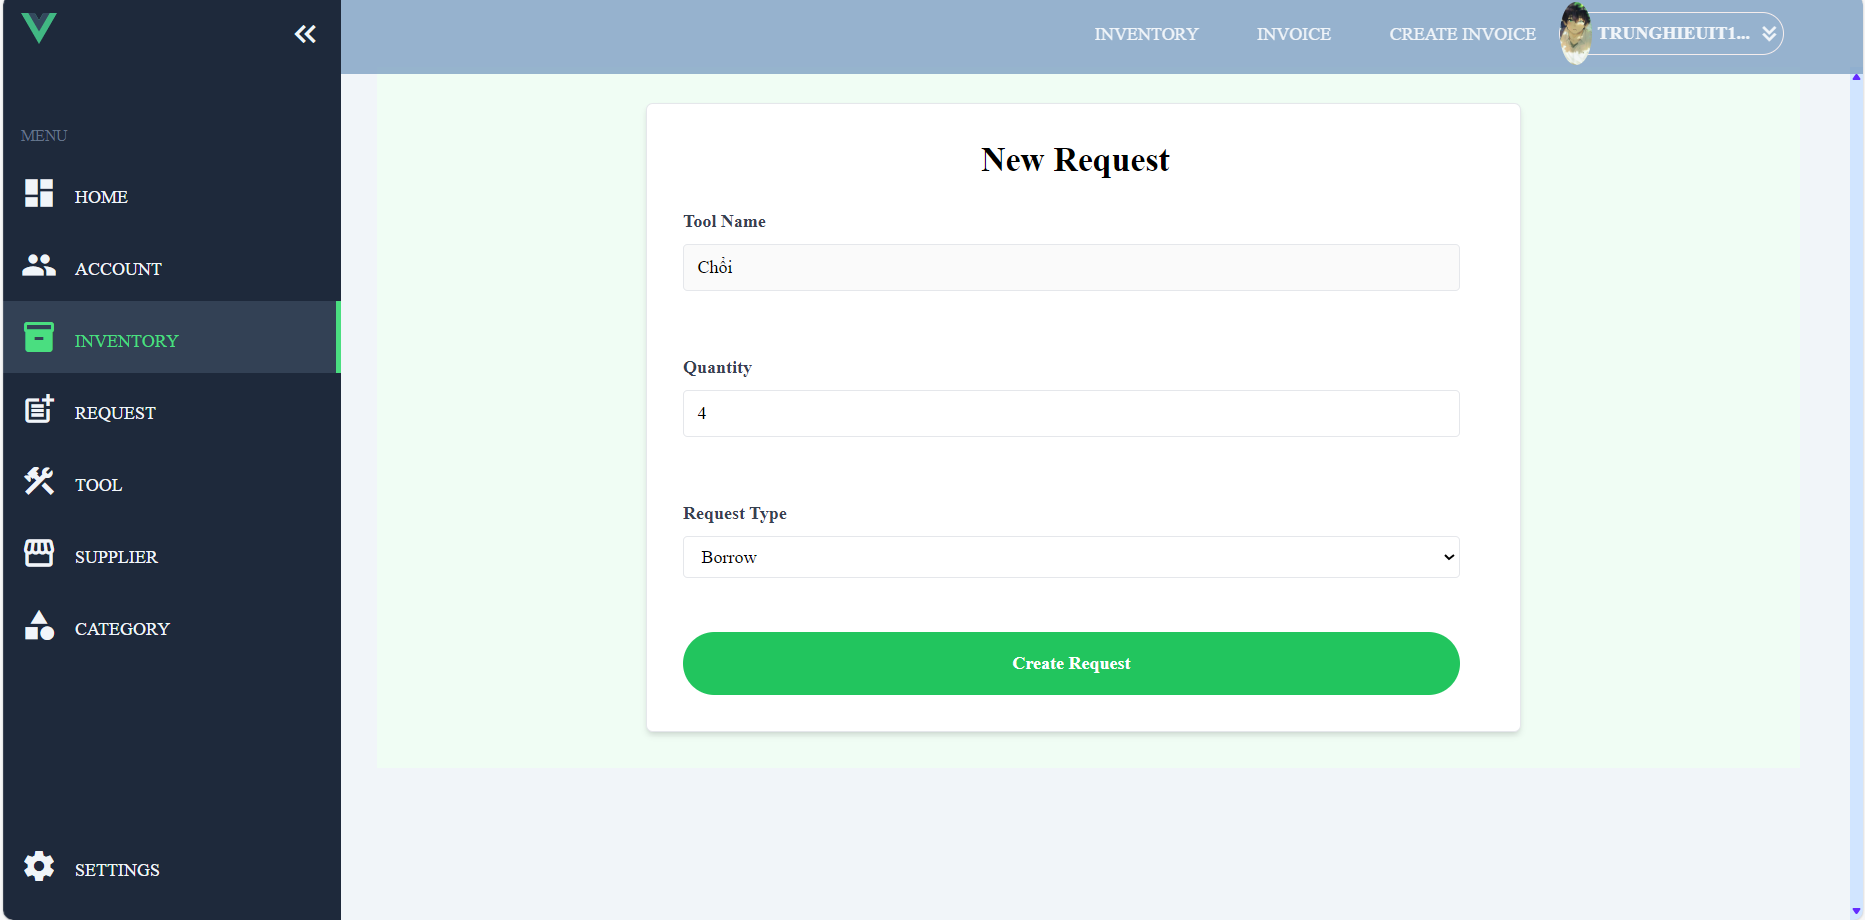 INVENTORY
INVOICE
CREATE INVOICE
TRUNGHIEUIT1...
MENU
HOME
ACCOUNT
INVENTORY
REQUEST
TOOL
SUPPLIER
CATEGORY
SETTINGS
New Request
Tool Name
Chổi
Quantity
4
Request Type
Borrow
Create Request